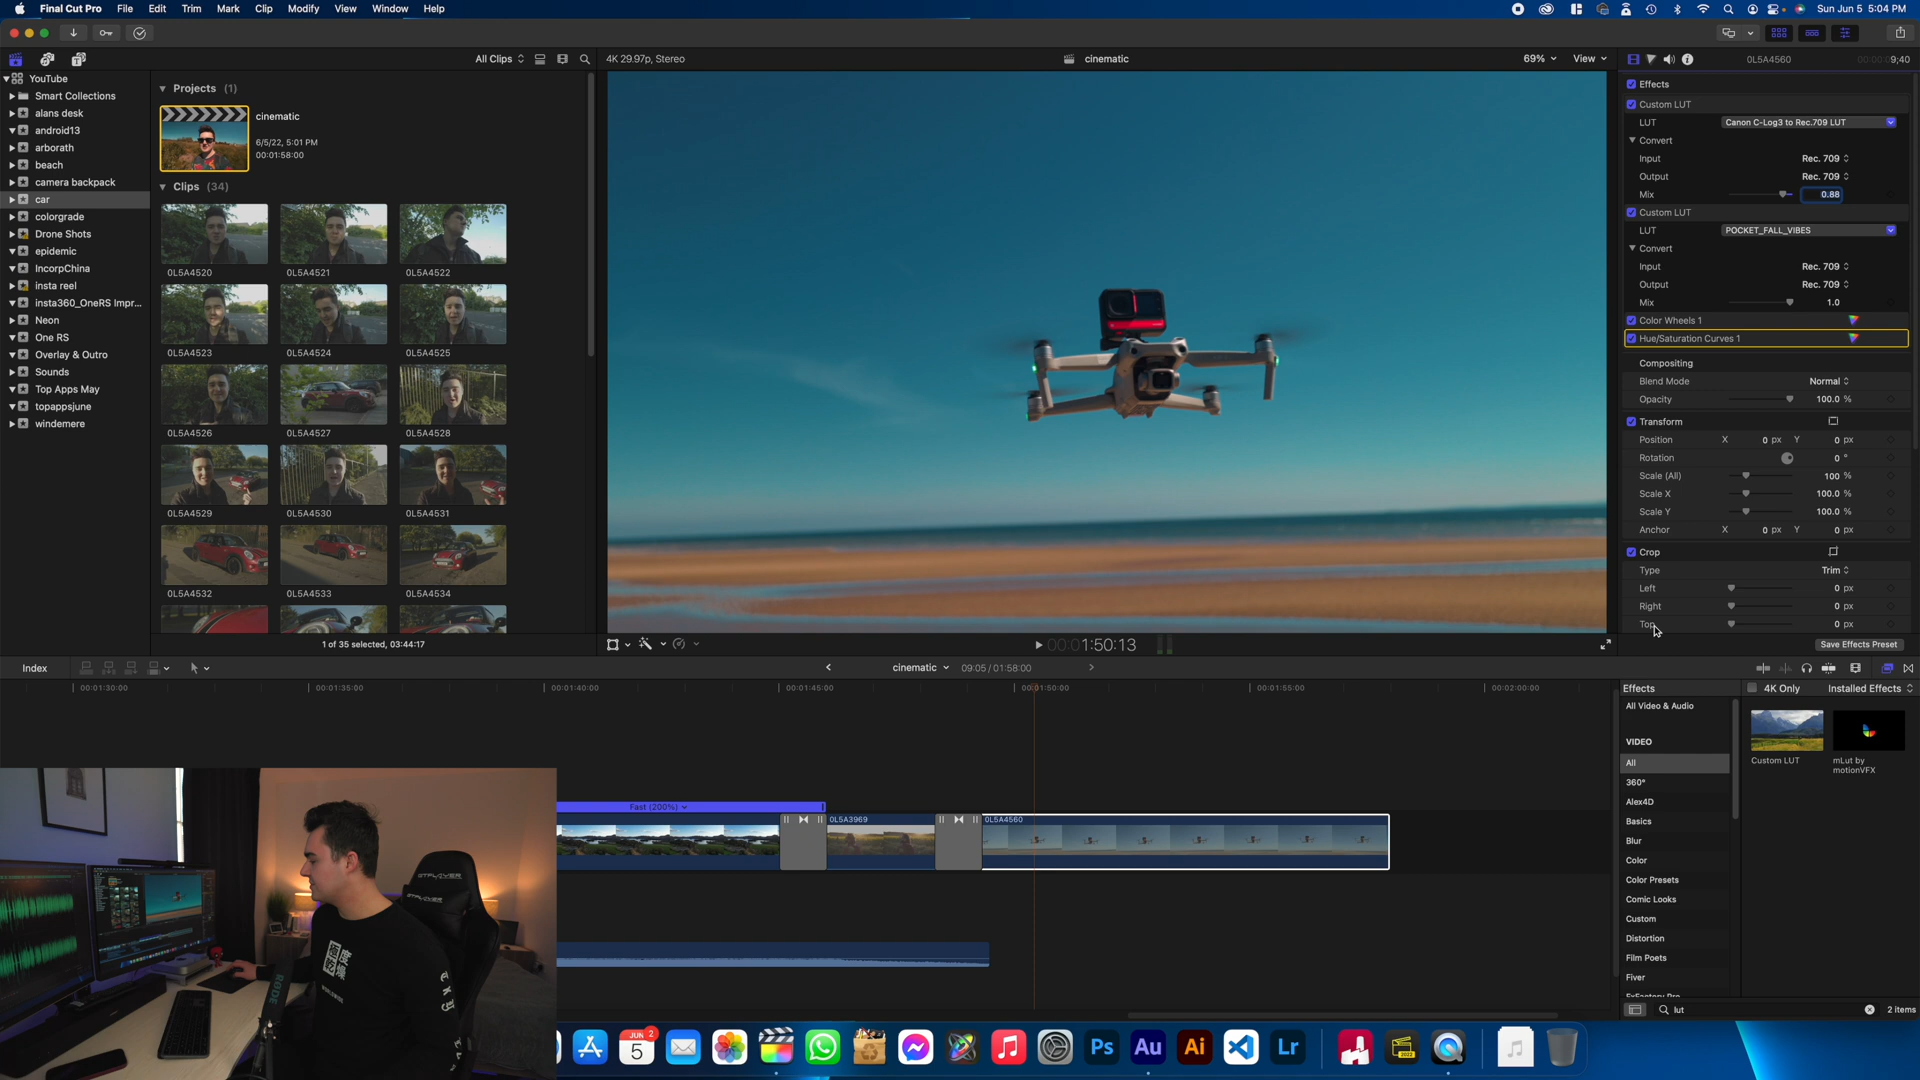 Final Cut Pro File Edit Trim Mark Clip Modify View Window Help
Sun Jun 5 5:04 PM
All Clips
4K 29.97p, Stereo
cinematic
69% View
0L5A4560
9;40
YouTube
Smart Collections
alans desk
android13
arborath
beach
camera backpack
car
colorgrade
Drone Shots
epidemic
IncorpChina
insta reel
insta360_OneRS Impr...
Neon
One RS
Overlay & Outro
Sounds
Top Apps May
topappsjune
windemere
Projects (1)
cinematic
6/5/22, 5:01 PM
00:01:58:00
Clips (34)
0L5A4520 0L5A4521 0L5A4522
0L5A4523 0L5A4524 0L5A4525
0L5A4526 0L5A4527 0L5A4528
0L5A4529 0L5A4530 0L5A4531
0L5A4532 0L5A4533 0L5A4534
1 of 35 selected, 03:44:17
00:01:50:13
Effects
Custom LUT
LUT Canon C-Log3 to Rec.709 LUT
Convert
Input Rec. 709
Output Rec. 709
Mix 0.88
Custom LUT
LUT POCKET_FALL_VIBES
Convert
Input Rec. 709
Output Rec. 709
Mix 1.0
Color Wheels 1
Hue/Saturation Curves 1
Compositing
Blend Mode Normal
Opacity 100.0 %
Transform
Position X 0 px Y 0 px
Rotation 0 °
Scale (All) 100 %
Scale X 100.0 %
Scale Y 100.0 %
Anchor X 0 px Y 0 px
Crop
Type Trim
Left 0 px
Right 0 px
Top 0 px
Save Effects Preset
Index
cinematic 09:05 / 01:58:00
00:01:30:00 00:01:35:00 00:01:40:00 00:01:45:00 00:01:50:00 00:01:55:00 00:02:00:00
Fast (200%)
0L5A3969
0L5A4560
Effects 4K Only Installed Effects
All Video & Audio
VIDEO
All
360°
Alex4D
Basics
Blur
Color
Color Presets
Comic Looks
Custom
Distortion
Film Poets
Fiver
FxFactory Pro
Custom LUT
mLut by motionVFX
lut
2 items
GTPLAYER
GTPLAYER
RØDE
JUN
5
2
Ps Au Ai Lr
2022